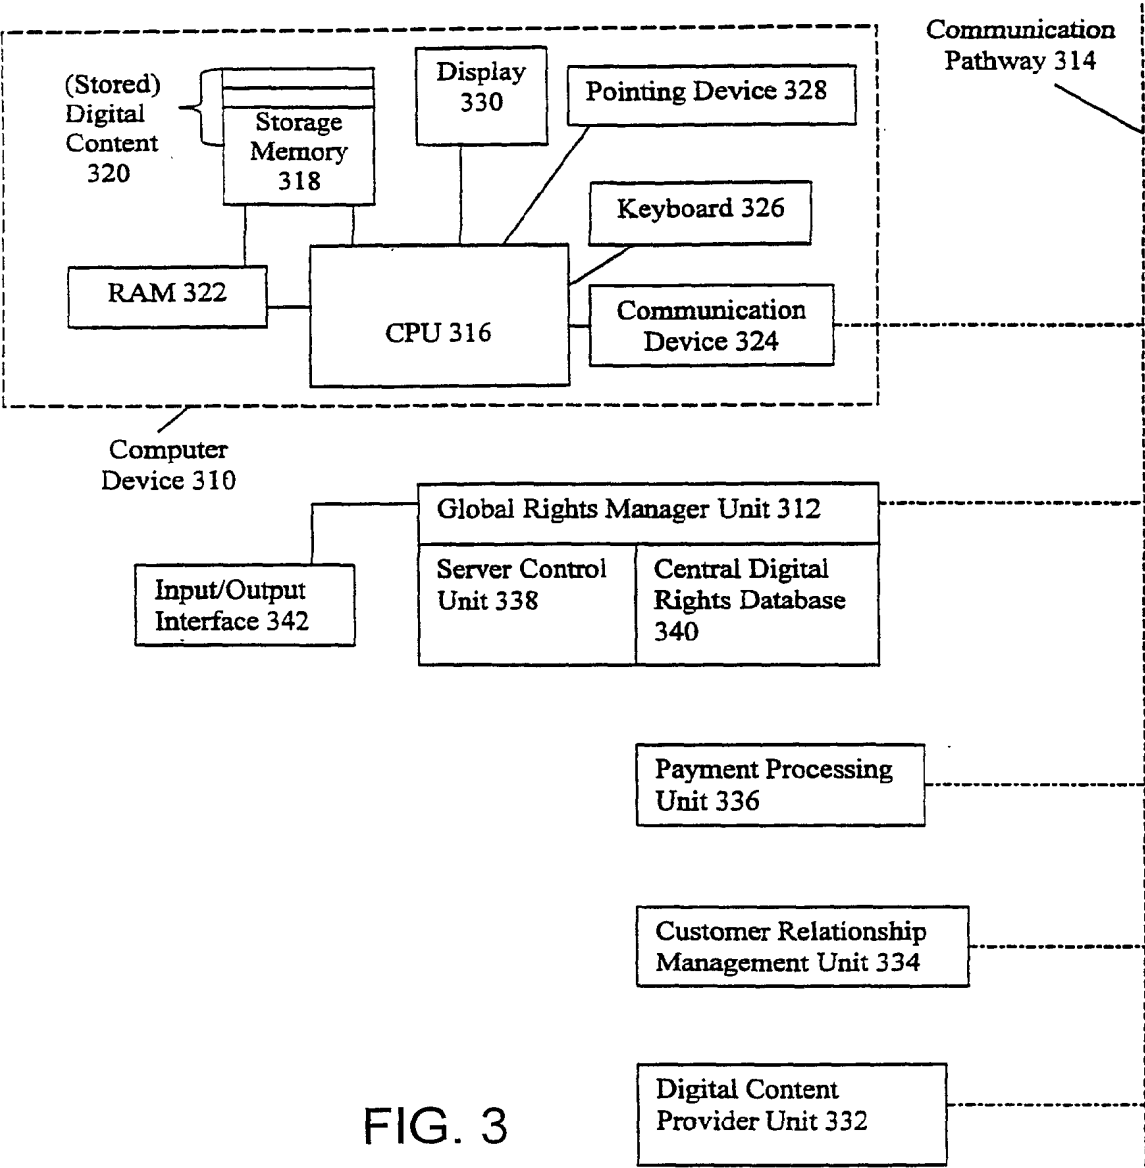 Communication
Pathway 314
(Stored)
Digital
Content
320
Storage
Memory
318
Display
330
Pointing Device 328
Keyboard 326
RAM 322
CPU 316
Communication
Device 324
Computer
Device 310
Global Rights Manager Unit 312
Input/Output
Interface 342
Server Control
Unit 338
Central Digital
Rights Database
340
Payment Processing
Unit 336
Customer Relationship
Management Unit 334
Digital Content
Provider Unit 332
FIG. 3